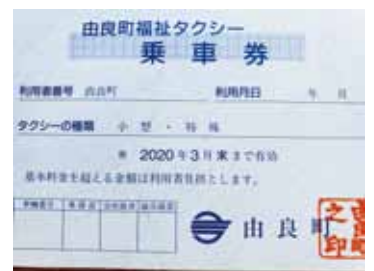 由良町福祉タクシー
乗車券
利用者番号 由良町 利用月日 年 月
タクシーの種類 小型・特殊
※ 2020年3月末まで有効
基本料金を超える金額は利用者負担とします。
由良町